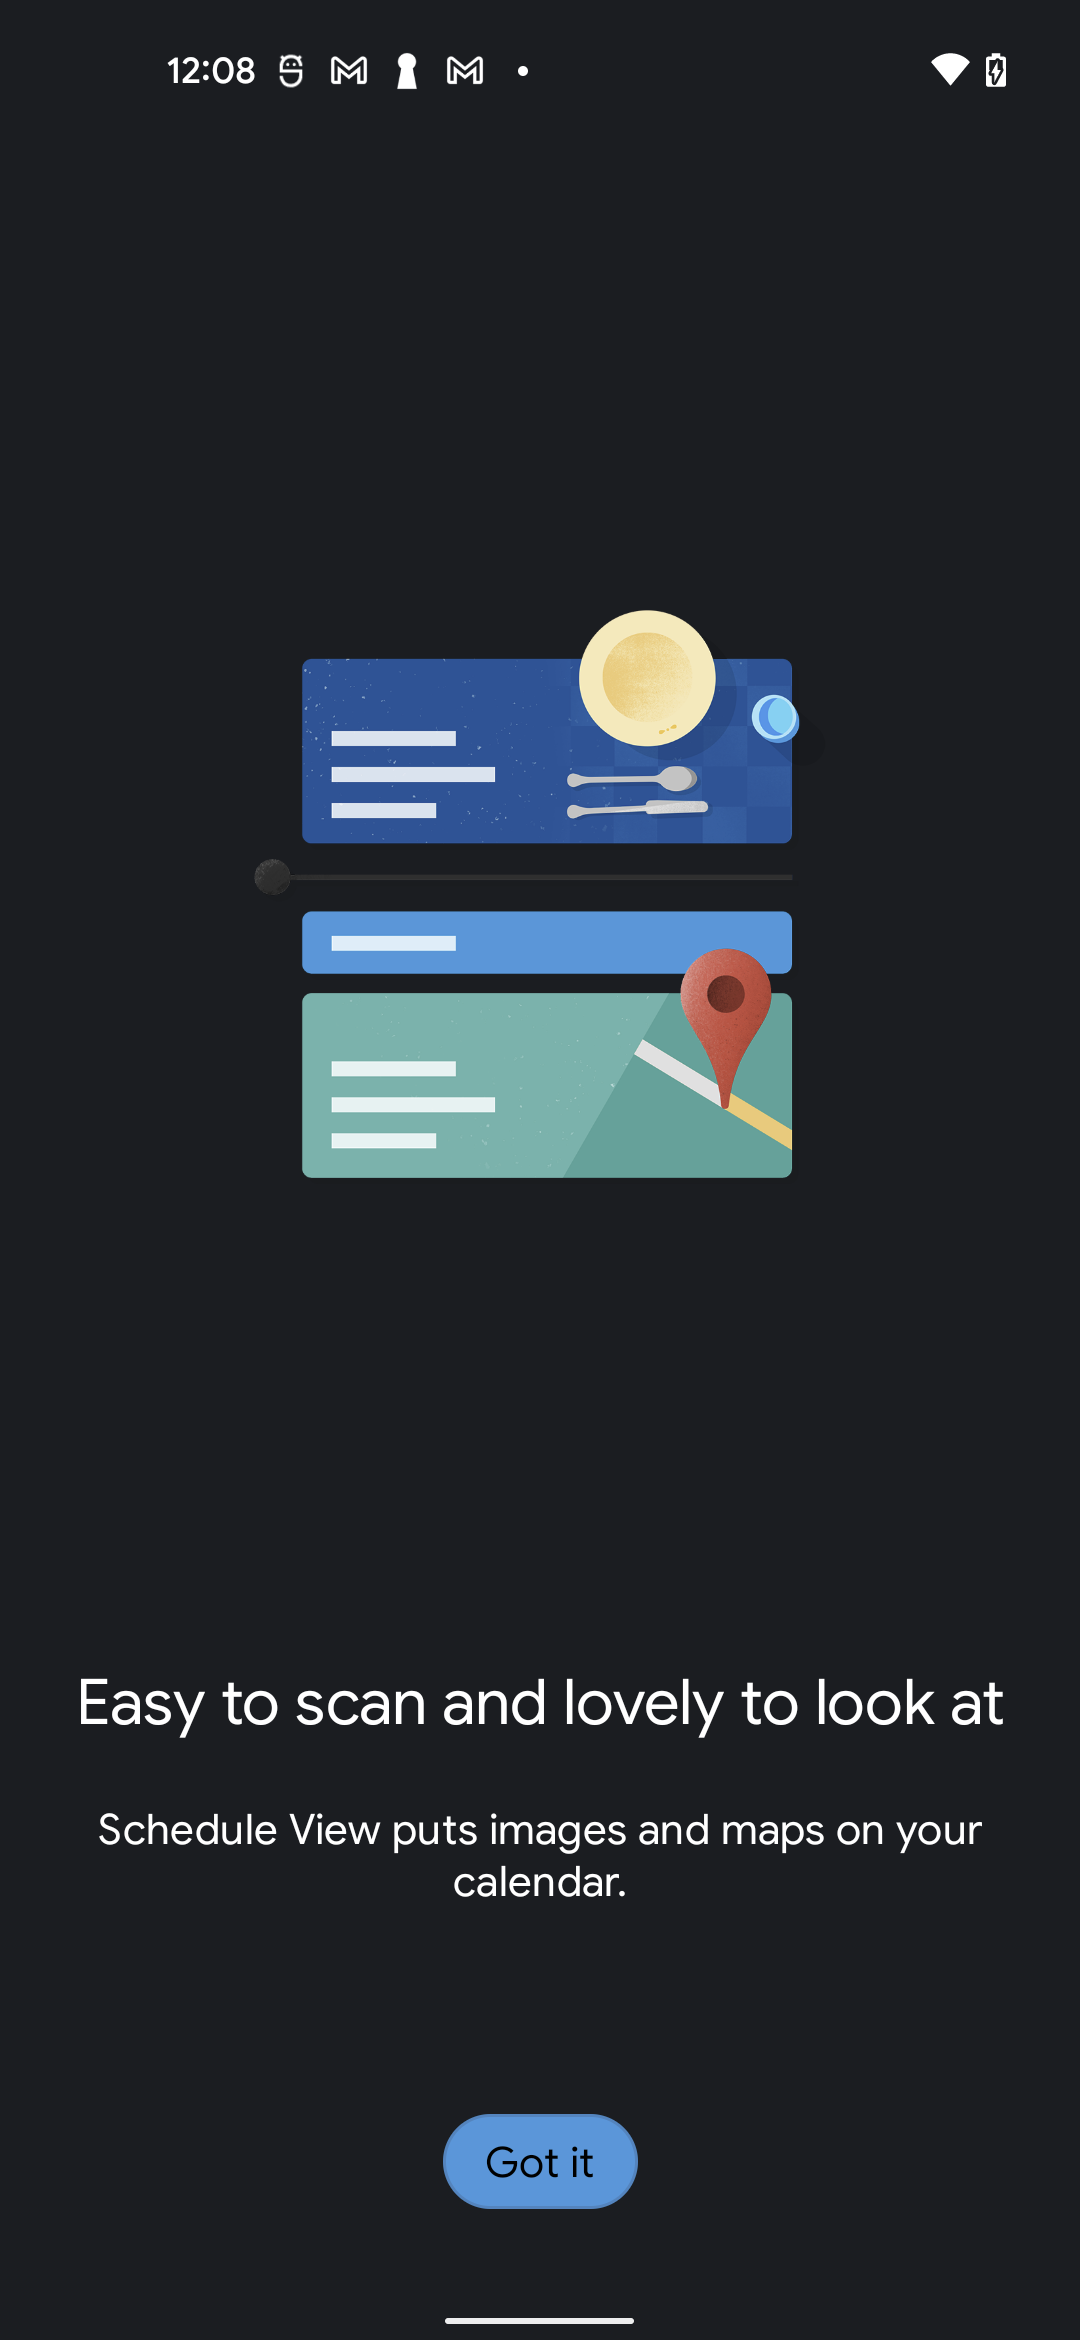 12:08
Easy to scan and lovely to look at
Schedule View puts images and maps on your
calendar.
Got it